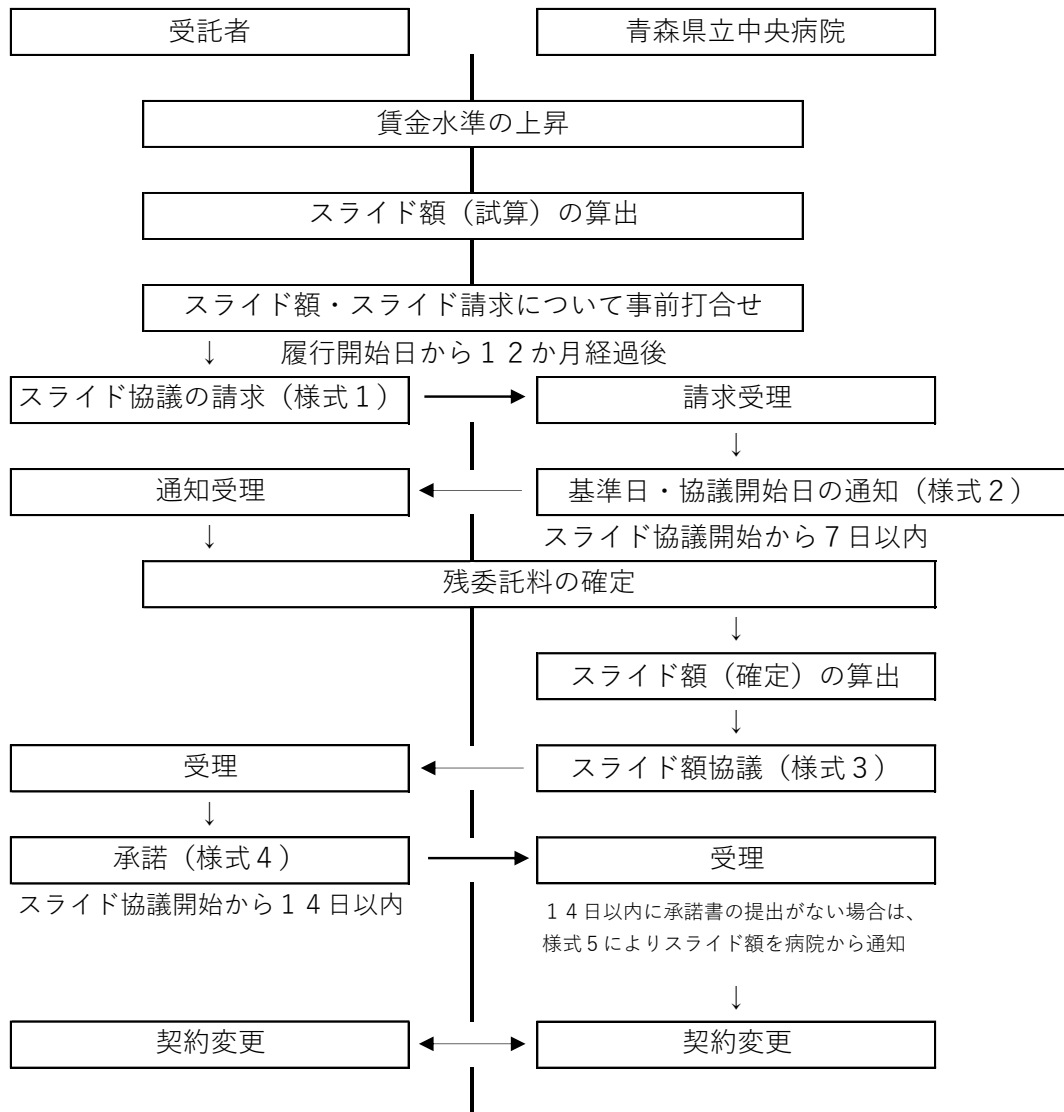 受託者
青森県立中央病院
賃金水準の上昇
スライド額（試算）の算出
スライド額・スライド請求について事前打合せ
↓ 履行開始日から１２か月経過後
スライド協議の請求（様式１）
請求受理
↓
通知受理
基準日・協議開始日の通知（様式２）
↓
スライド協議開始から７日以内
残委託料の確定
↓
スライド額（確定）の算出
↓
受理
スライド額協議（様式３）
↓
承諾（様式４）
受理
スライド協議開始から１４日以内
１４日以内に承諾書の提出がない場合は、
様式５によりスライド額を病院から通知
↓
契約変更
契約変更